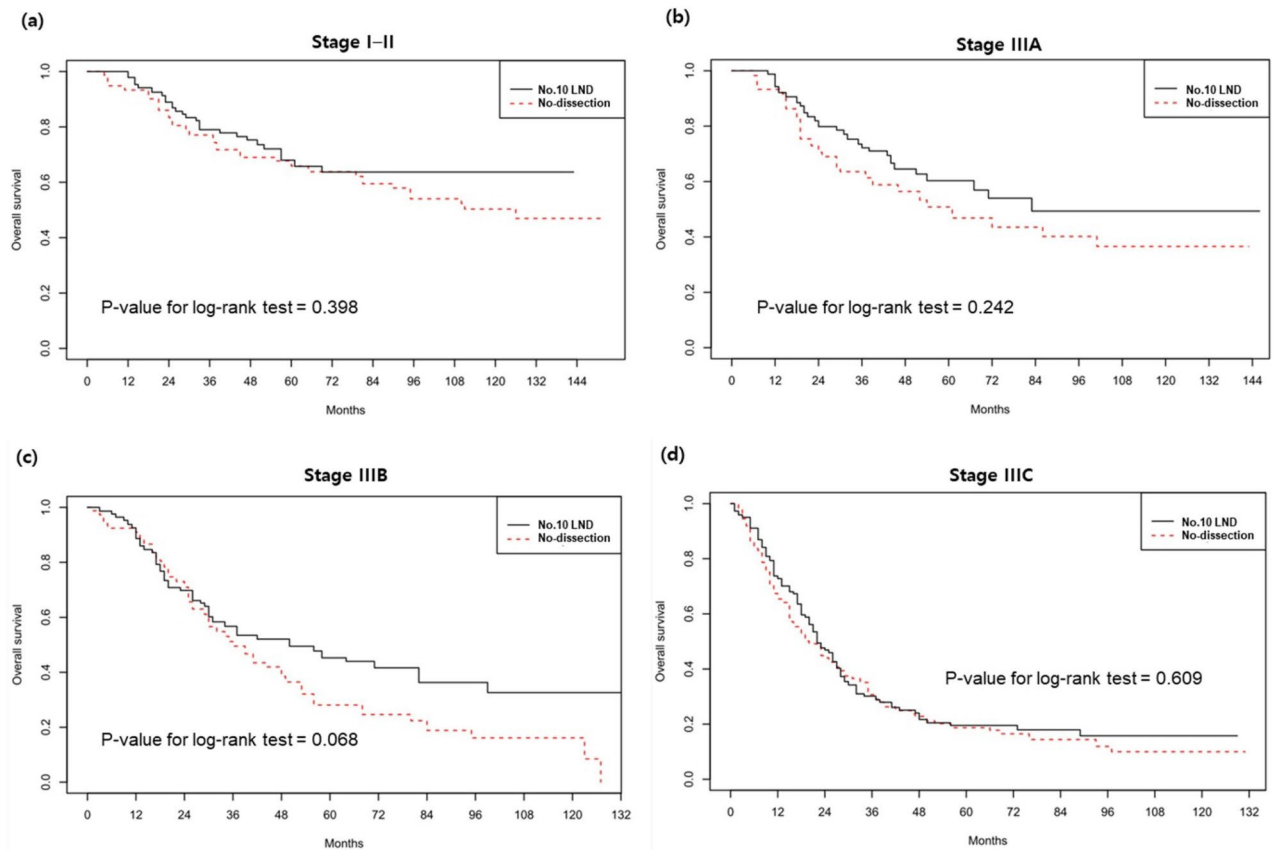 (a)
Stage I–II
No.10 LND
No-dissection
Overall survival
1.0
0.8
0.6
0.4
0.2
0.0
P-value for log-rank test = 0.398
0 12 24 36 48 60 72 84 96 108 120 132 144
Months
(b)
Stage IIIA
No.10 LND
No-dissection
Overall survival
1.0
0.8
0.6
0.4
0.2
0.0
P-value for log-rank test = 0.242
0 12 24 36 48 60 72 84 96 108 120 132 144
Months
(c)
Stage IIIB
No.10 LND
No-dissection
Overall survival
1.0
0.8
0.6
0.4
0.2
0.0
P-value for log-rank test = 0.068
0 12 24 36 48 60 72 84 96 108 120 132
Months
(d)
Stage IIIC
No.10 LND
No-dissection
Overall survival
1.0
0.8
0.6
0.4
0.2
0.0
P-value for log-rank test = 0.609
0 12 24 36 48 60 72 84 96 108 120 132
Months